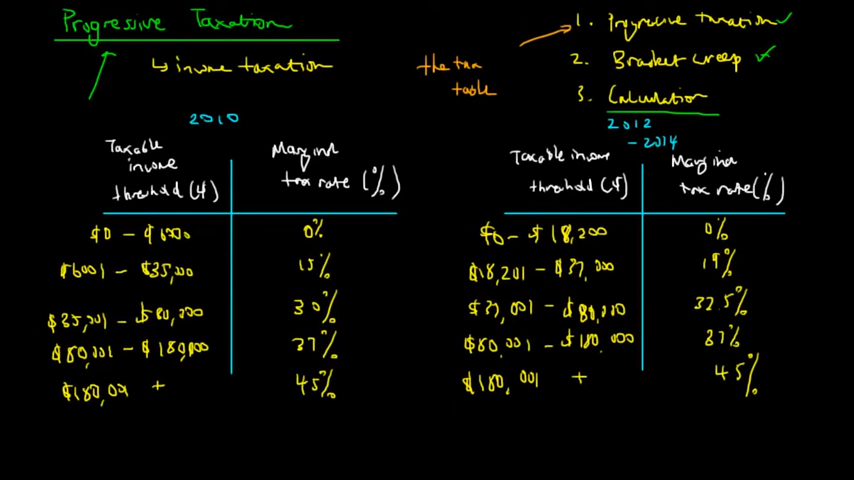 Progressive Taxation
↳ income taxation
the tax
table
1. Progressive taxation ✓
2. Bracket creep ✓
3. Calculation
2010
Taxable
income
threshold (4)
Marginal
tax rate (%)
$0 - $6000
0%
$6001 - $35,000
15%
$35,001 - $80,000
30%
$80,001 - $180,000
37%
$180,001 +
45%
2012
- 2014
Taxable income
threshold (4)
Marginal
tax rate (%)
$0 - $18,200
0%
$18,201 - $37,000
19%
$37,001 - $80,000
32.5%
$80,001 - $180,000
37%
$180,001 +
45%